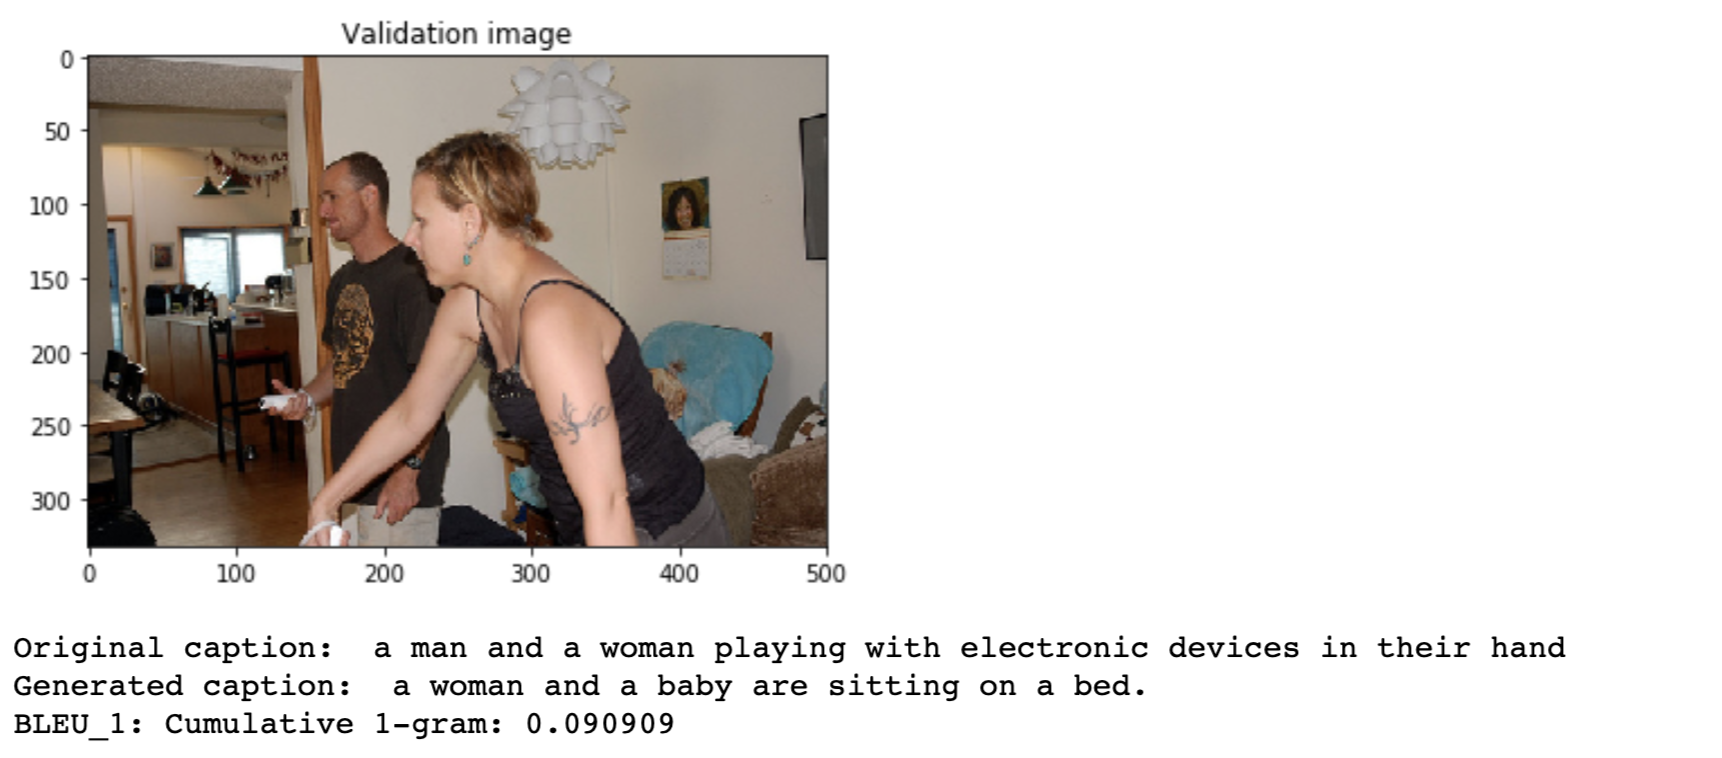 Validation image
0
50
100
150
200
250
300
0 100 200 300 400 500
Original caption:  a man and a woman playing with electronic devices in their hand
Generated caption:  a woman and a baby are sitting on a bed.
BLEU_1: Cumulative 1-gram: 0.090909